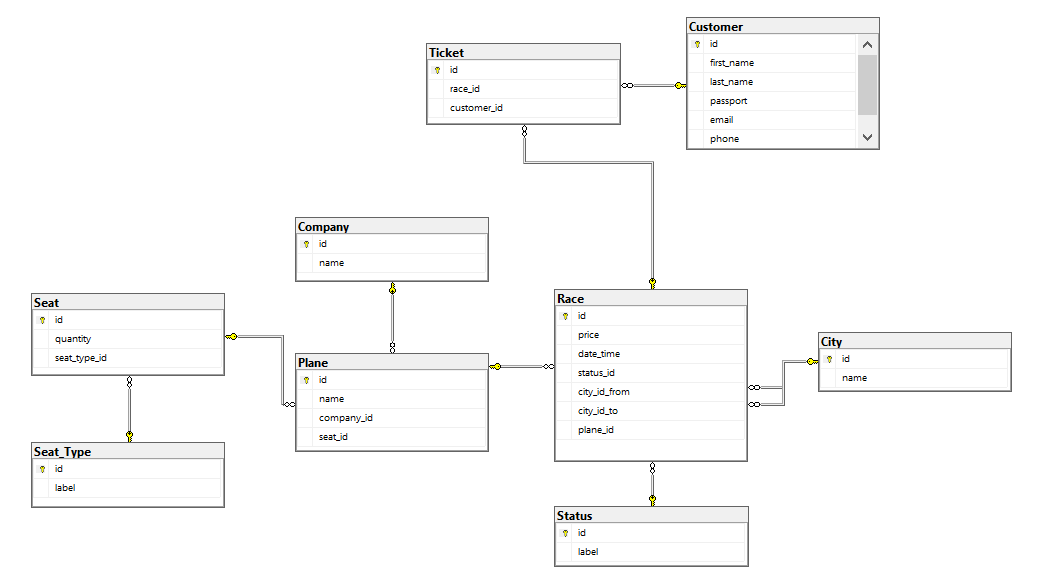 Customer
id
first_name
last_name
passport
email
phone
Ticket
id
race_id
customer_id
Company
id
name
Seat
id
quantity
seat_type_id
Plane
id
name
company_id
seat_id
Race
id
price
date_time
status_id
city_id_from
city_id_to
plane_id
City
id
name
Seat_Type
id
label
Status
id
label